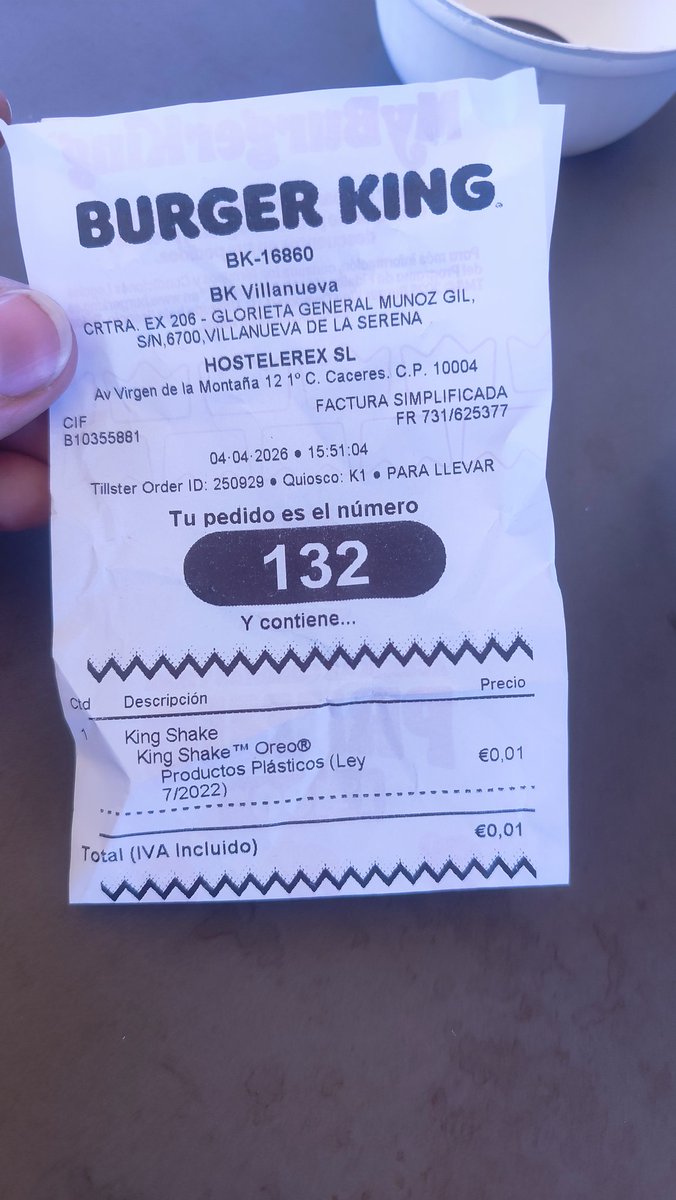 BURGER KING
BK-16860
BK Villanueva
CRTRA. EX 206 - GLORIETA GENERAL MUNOZ GIL,
S/N,6700,VILLANUEVA DE LA SERENA
HOSTELEREX SL
Av Virgen de la Montaña 12 1º C. Caceres. C.P. 10004
FACTURA SIMPLIFICADA
CIF FR 731/625377
B10355881
04·04·2026 ● 15:51:04
Tillster Order ID: 250929 ● Quiosco: K1 ● PARA LLEVAR
Tu pedido es el número
132
Y contiene...
Ctd Descripción Precio
1 King Shake
King Shake™ Oreo® €0,01
Productos Plásticos (Ley
7/2022)
Total (IVA Incluido) €0,01